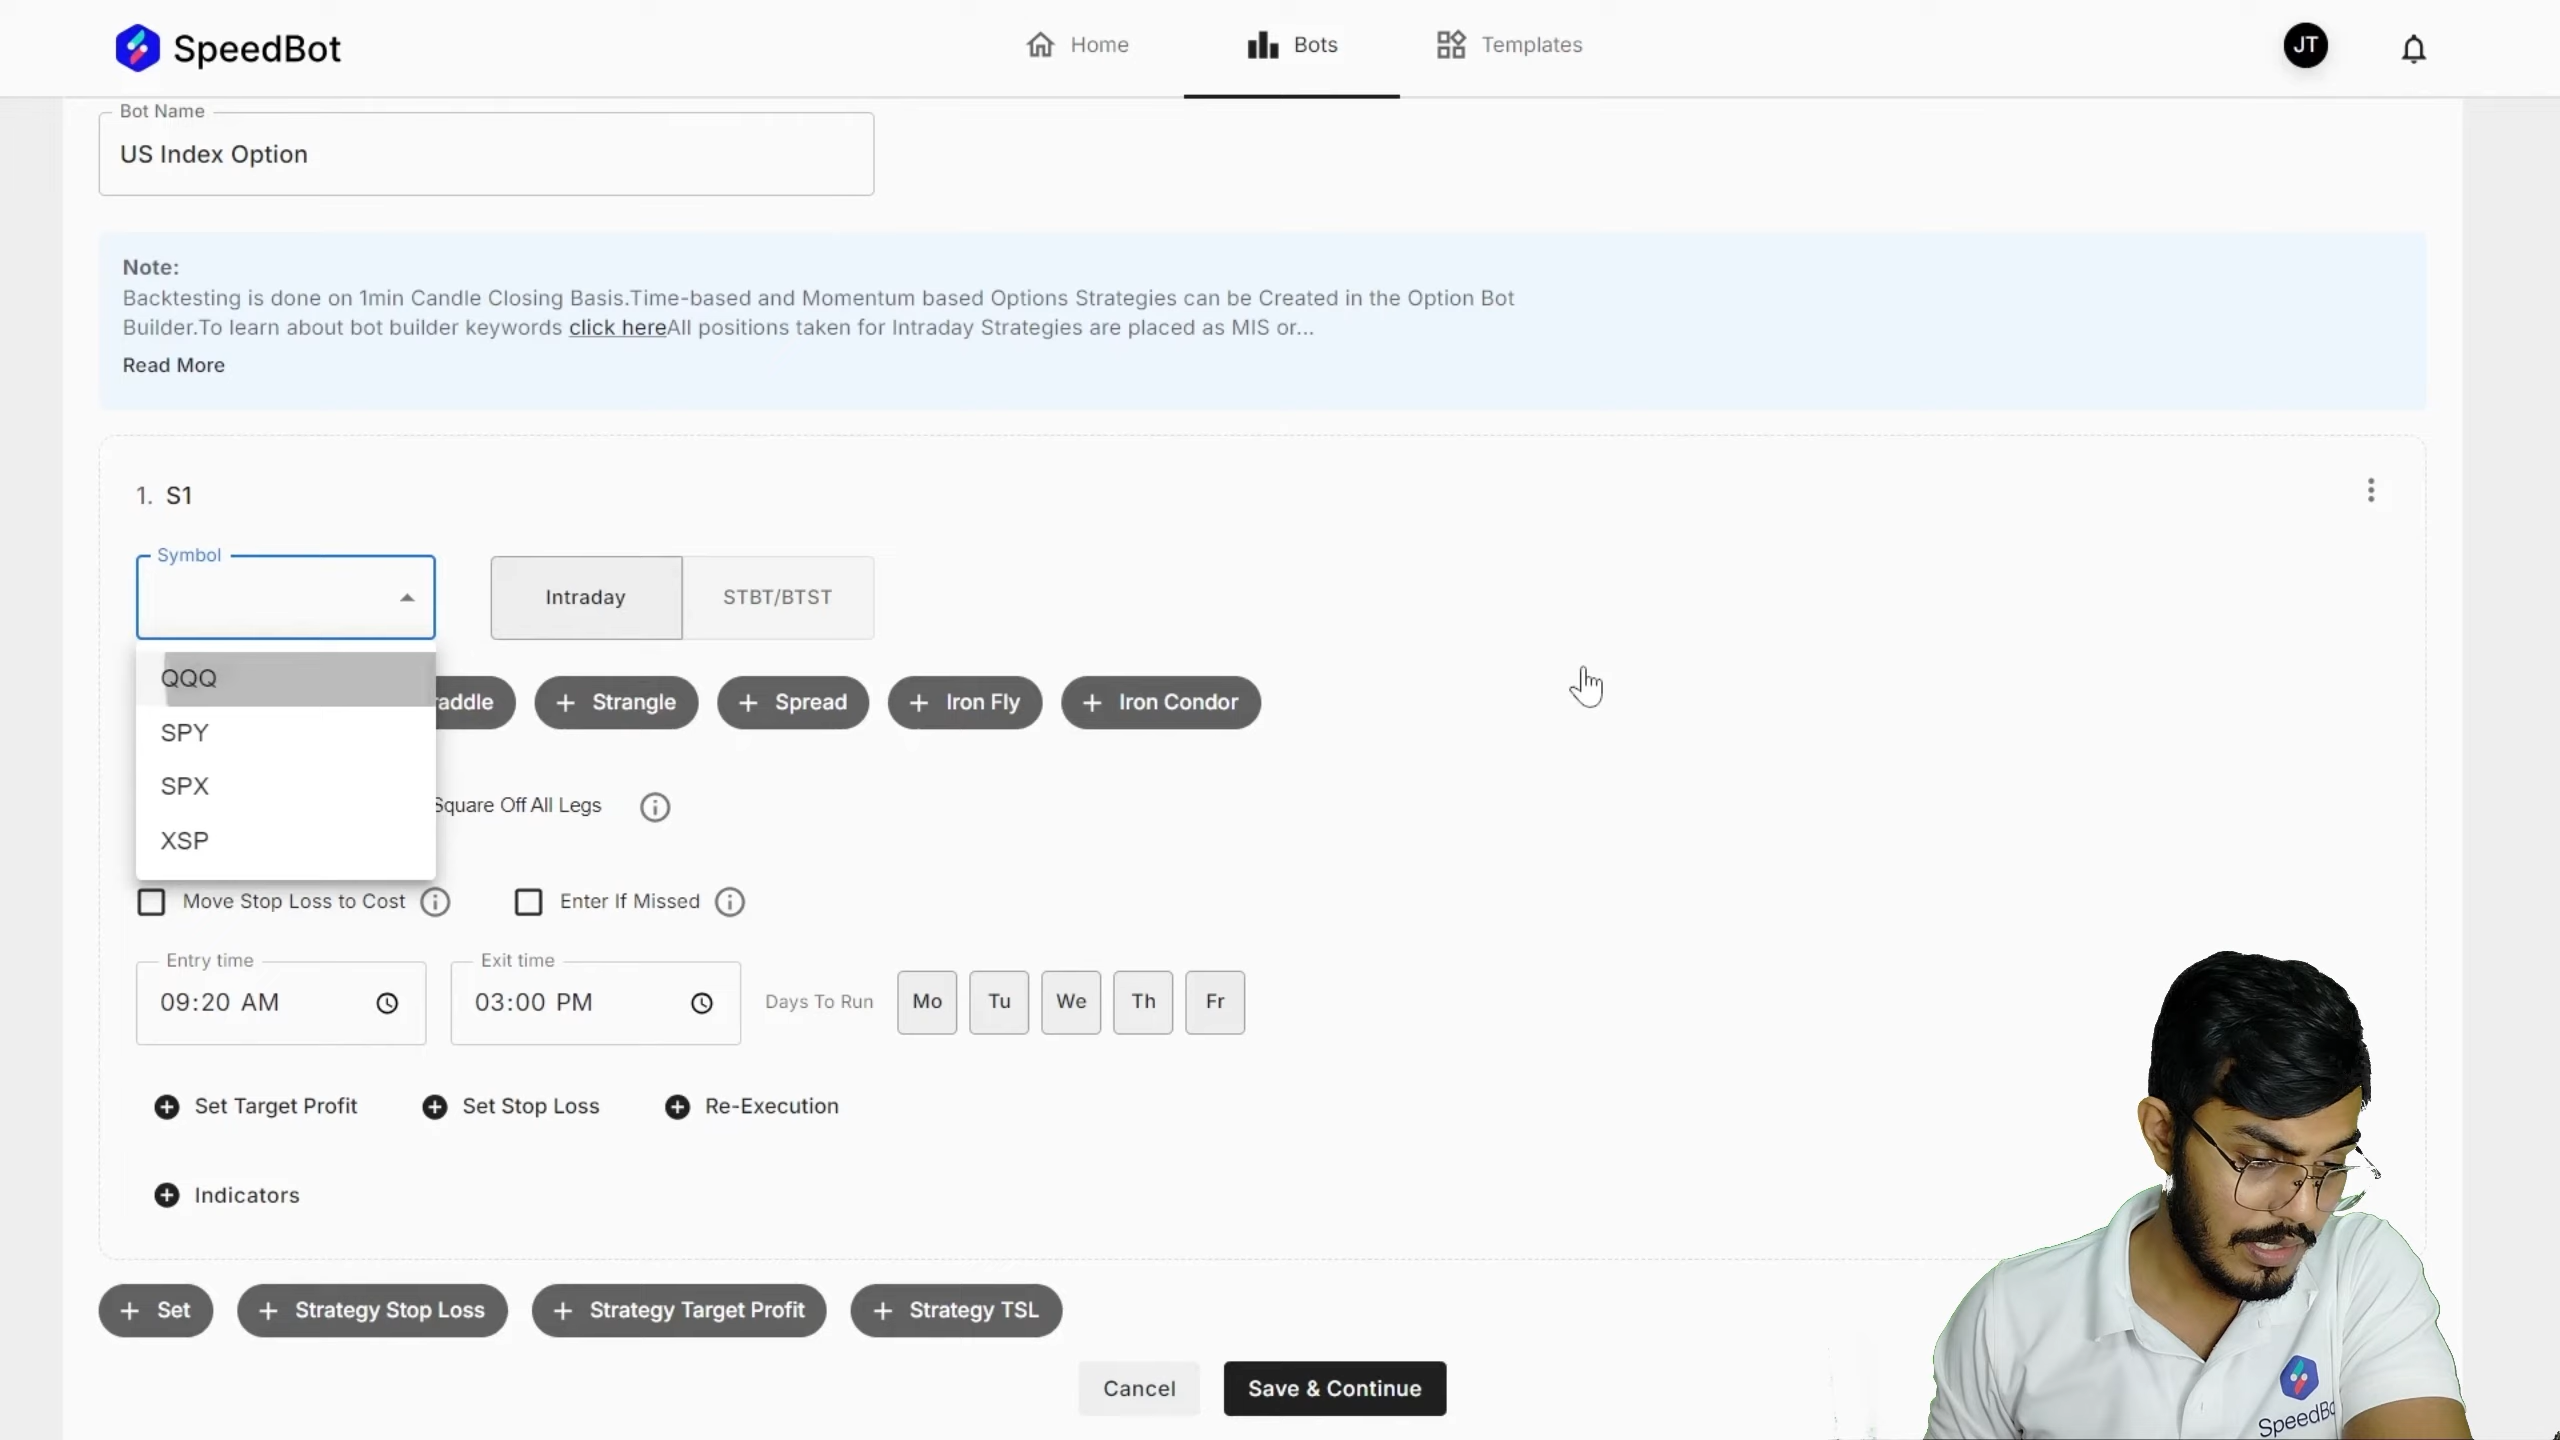 SpeedBot
Home
Bots
Templates
JT
Bot Name
US Index Option
Note:
Backtesting is done on 1min Candle Closing Basis.Time-based and Momentum based Options Strategies can be Created in the Option Bot
Builder.To learn about bot builder keywords click hereAll positions taken for Intraday Strategies are placed as MIS or...
Read More
1. S1
Symbol
Intraday
STBT/BTST
QQQ
SPY
SPX
XSP
raddle
+ Strangle
+ Spread
+ Iron Fly
+ Iron Condor
Square Off All Legs
Move Stop Loss to Cost
Enter If Missed
Entry time
09:20 AM
Exit time
03:00 PM
Days To Run
Mo
Tu
We
Th
Fr
Set Target Profit
Set Stop Loss
Re-Execution
Indicators
+ Set
+ Strategy Stop Loss
+ Strategy Target Profit
+ Strategy TSL
Cancel
Save & Continue
SpeedBo